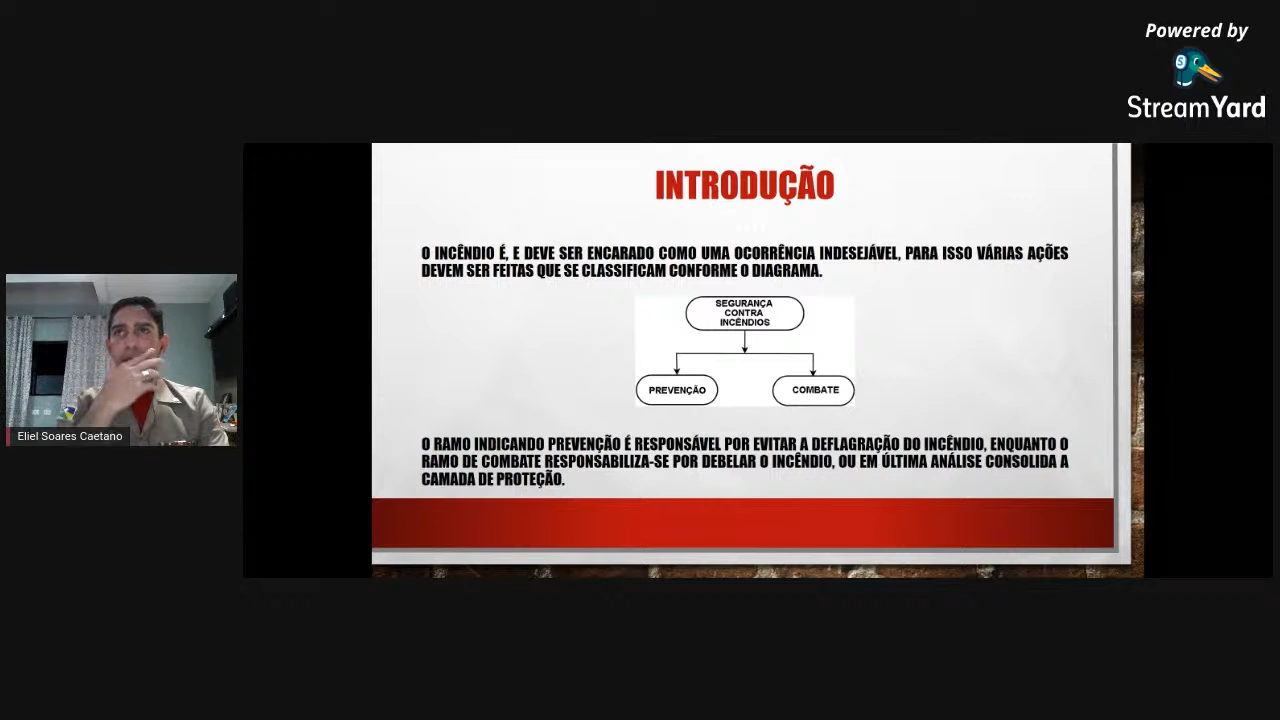 Powered by
StreamYard
INTRODUÇÃO
O INCÊNDIO É, E DEVE SER ENCARADO COMO UMA OCORRÊNCIA INDESEJÁVEL, PARA ISSO VÁRIAS AÇÕES
DEVEM SER FEITAS QUE SE CLASSIFICAM CONFORME O DIAGRAMA.
SEGURANÇA
CONTRA
INCÊNDIOS
PREVENÇÃO
COMBATE
O RAMO INDICANDO PREVENÇÃO É RESPONSÁVEL POR EVITAR A DEFLAGRAÇÃO DO INCÊNDIO, ENQUANTO O
RAMO DE COMBATE RESPONSABILIZA-SE POR DEBELAR O INCÊNDIO, OU EM ÚLTIMA ANÁLISE CONSOLIDA A
CAMADA DE PROTEÇÃO.
Eliel Soares Caetano